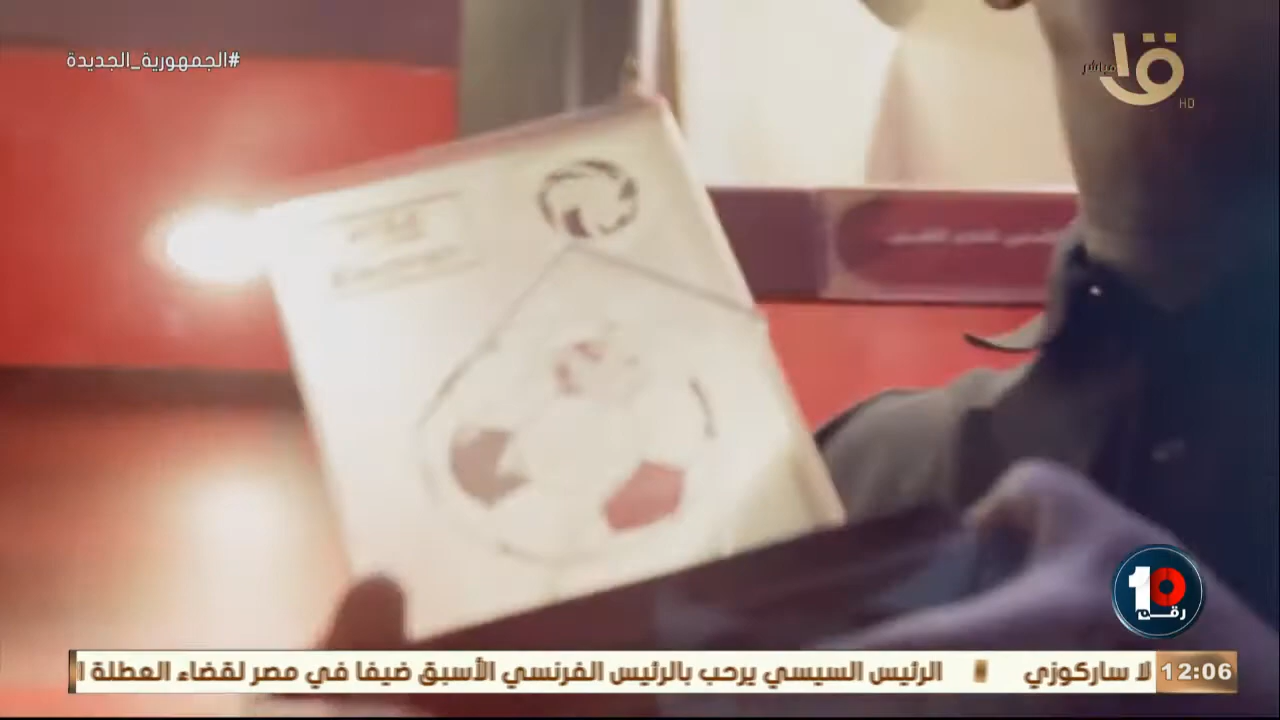 #الجمهورية_الجديدة
مباشر
HD
10
رقم
12:06
لا ساركوزي
الرئيس السيسي يرحب بالرئيس الفرنسي الأسبق ضيفا في مصر لقضاء العطلة ا